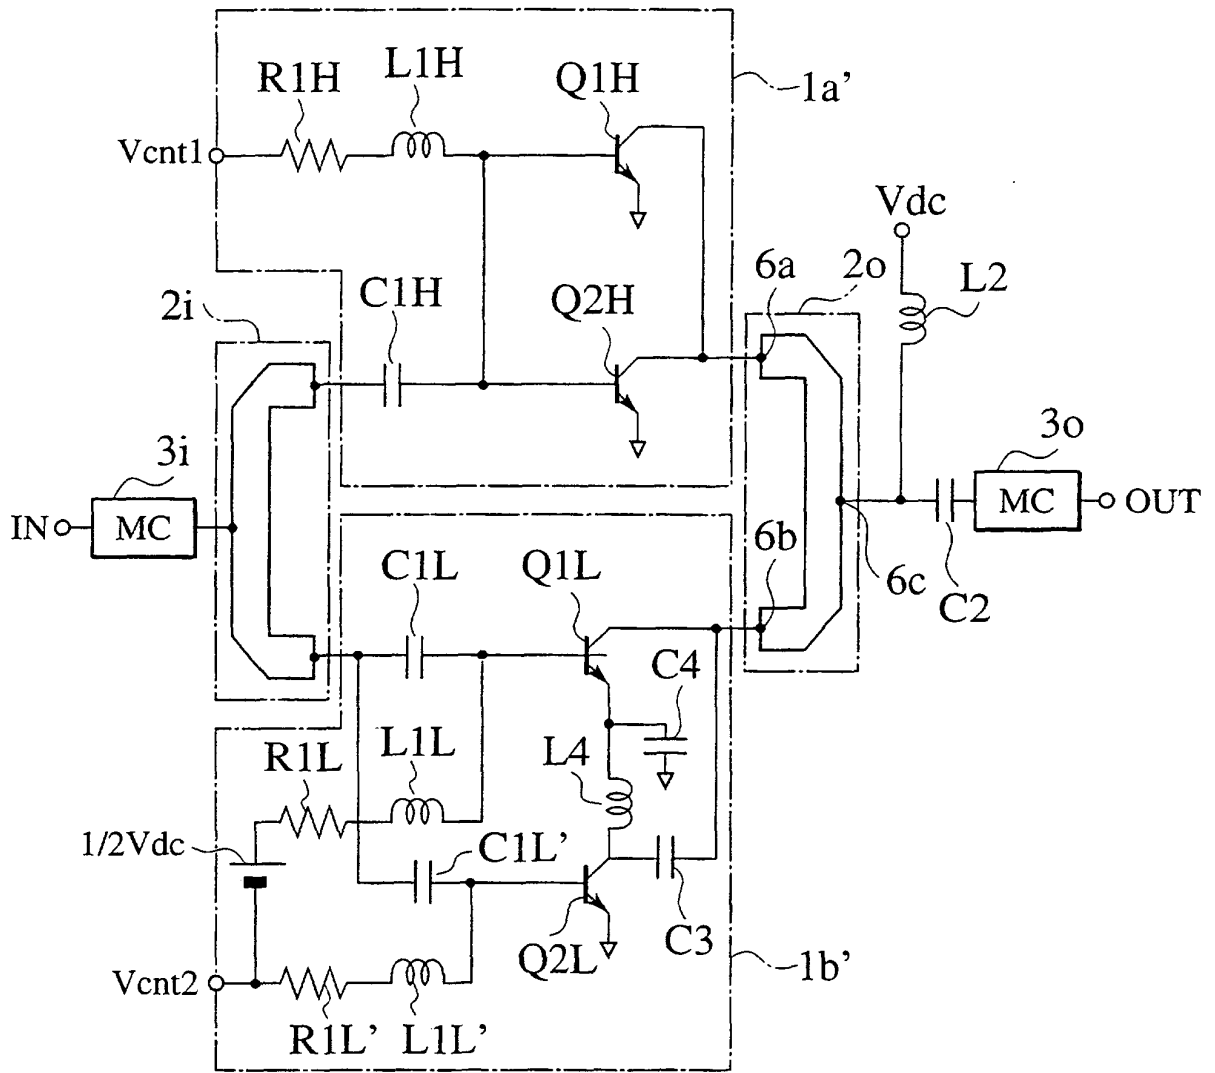 L1H
R1H
Q1H
1a’
Vcnt1
Vdc
6a
2o
L2
C1H
Q2H
2i
3i
3o
MC
IN
MC
OUT
6b
C1L
Q1L
6c
C2
C4
L1L
R1L
L4
1/2Vdc
C1L’
C3
Q2L
1b’
Vcnt2
R1L’
L1L’